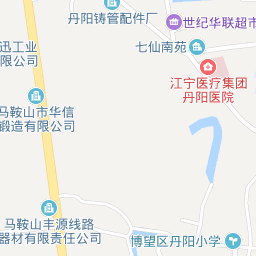 丹阳铸管配件厂
世纪华联超市
迅工业
有限公司
七仙南苑
江宁医疗集团
丹阳医院
马鞍山市华信
锻造有限公司
马鞍山丰源线路
器材有限责任公司
博望区丹阳小学